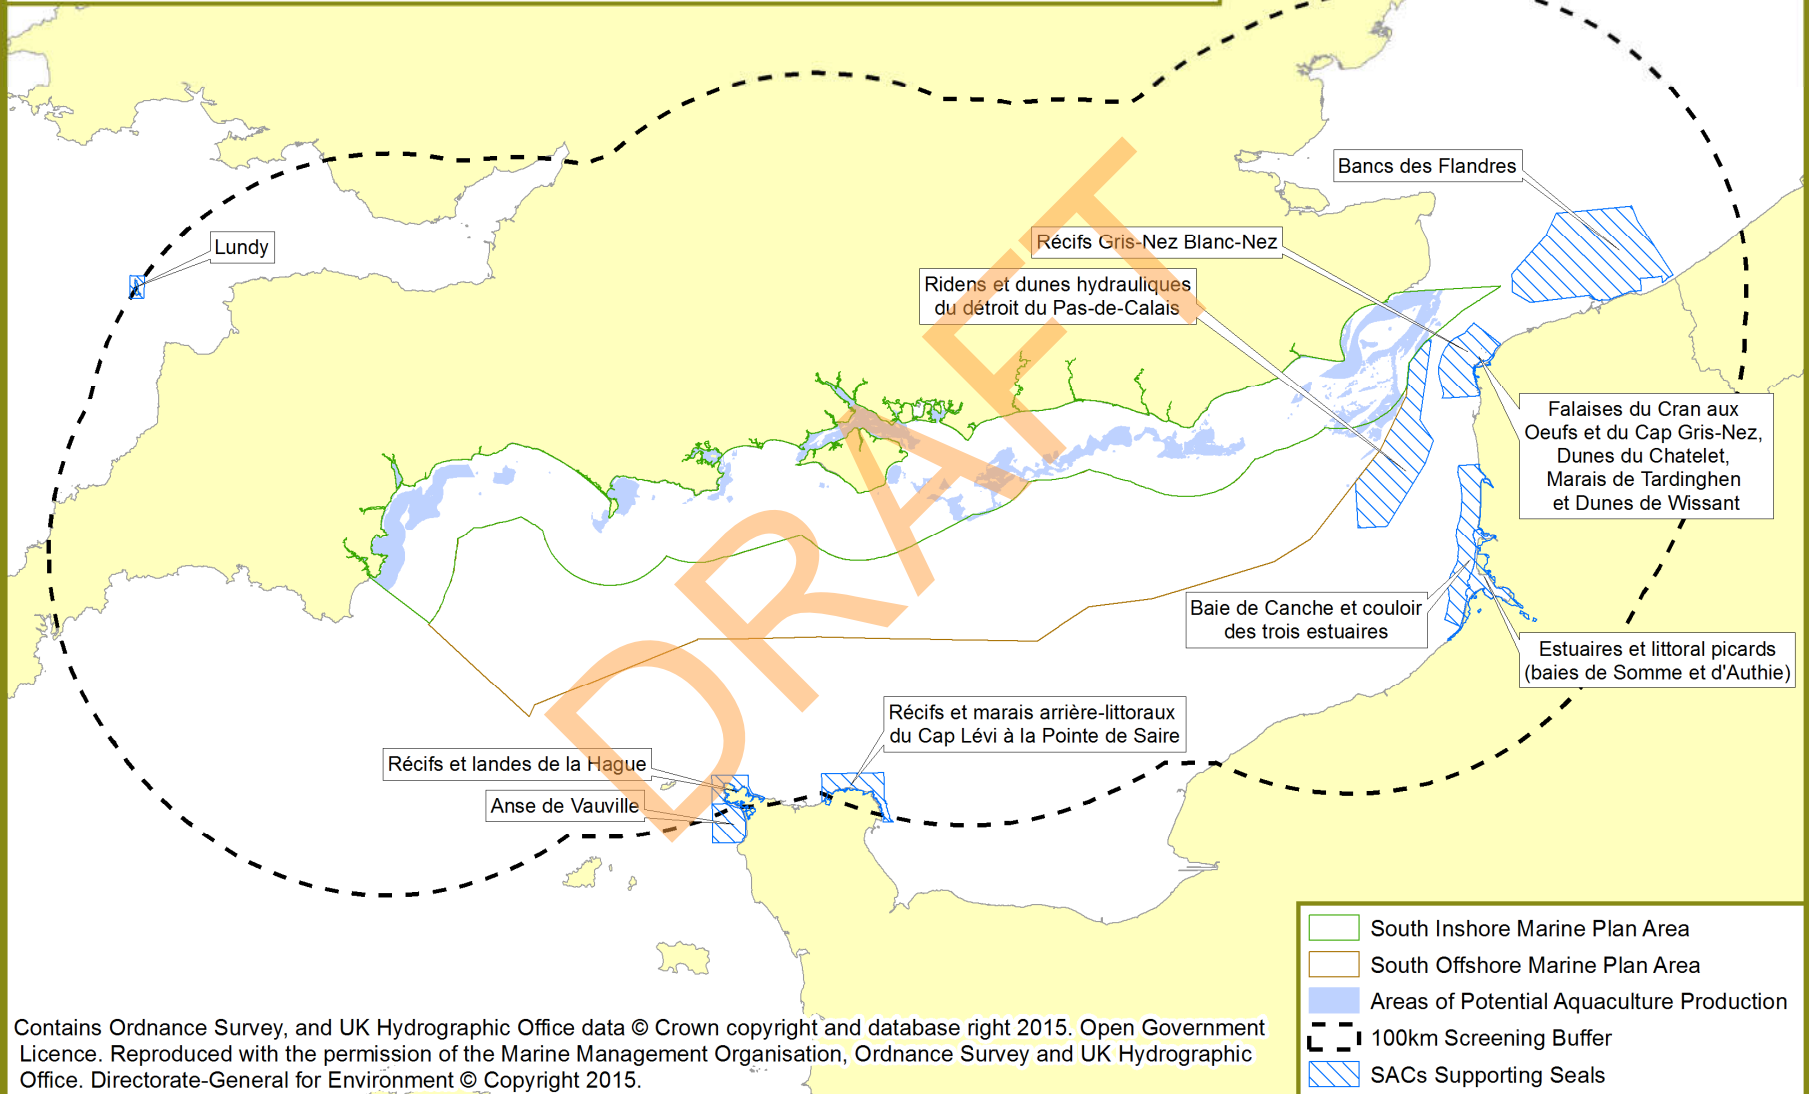 Bancs des Flandres
Lundy
Récifs Gris-Nez Blanc-Nez
Ridens et dunes hydrauliques
du détroit du Pas-de-Calais
Falaises du Cran aux
Oeufs et du Cap Gris-Nez,
Dunes du Chatelet,
Marais de Tardinghen
et Dunes de Wissant
DRAFT
Baie de Canche et couloir
des trois estuaires
Estuaires et littoral picards
(baies de Somme et d'Authie)
Récifs et marais arrière-littoraux
du Cap Lévi à la Pointe de Saire
Récifs et landes de la Hague
Anse de Vauville
South Inshore Marine Plan Area
South Offshore Marine Plan Area
Areas of Potential Aquaculture Production
100km Screening Buffer
SACs Supporting Seals
Contains Ordnance Survey, and UK Hydrographic Office data © Crown copyright and database right 2015. Open Government
Licence. Reproduced with the permission of the Marine Management Organisation, Ordnance Survey and UK Hydrographic
Office. Directorate-General for Environment © Copyright 2015.